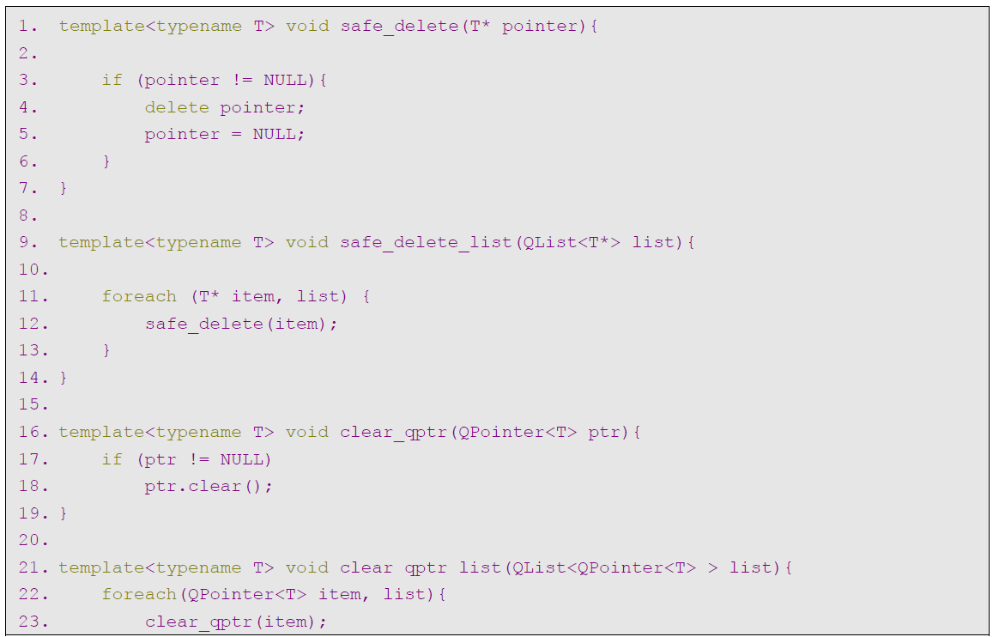 1. template<typename T> void safe_delete(T* pointer){
2.
3.     if (pointer != NULL){
4.         delete pointer;
5.         pointer = NULL;
6.     }
7. }
8.
9. template<typename T> void safe_delete_list(QList<T*> list){
10.
11.     foreach (T* item, list) {
12.         safe_delete(item);
13.     }
14. }
15.
16. template<typename T> void clear_qptr(QPointer<T> ptr){
17.     if (ptr != NULL)
18.         ptr.clear();
19. }
20.
21. template<typename T> void clear qptr list(QList<QPointer<T> > list){
22.     foreach(QPointer<T> item, list){
23.         clear_qptr(item);